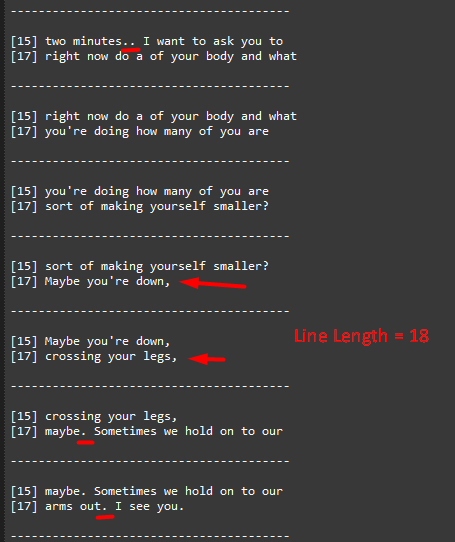 ----------------------------------------
[15] two minutes.. I want to ask you to
[17] right now do a of your body and what
----------------------------------------
[15] right now do a of your body and what
[17] you're doing how many of you are
----------------------------------------
[15] you're doing how many of you are
[17] sort of making yourself smaller?
----------------------------------------
[15] sort of making yourself smaller?
[17] Maybe you're down,
----------------------------------------
[15] Maybe you're down,
Line Length = 18
[17] crossing your legs,
----------------------------------------
[15] crossing your legs,
[17] maybe. Sometimes we hold on to our
----------------------------------------
[15] maybe. Sometimes we hold on to our
[17] arms out. I see you.
----------------------------------------